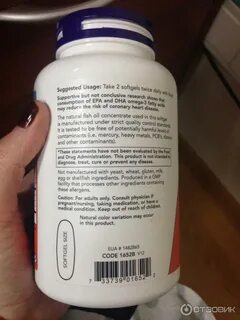 Suggested Usage: Take 2 softgels twice daily with
Supportive but not conclusive research shows that
consumption of EPA and DHA omega-3 fatty acids
may reduce the risk of coronary heart disease.
The natural fish oil concentrate used in this softgel
is manufactured under strict quality control standards.
It is tested to be free of potentially harmful levels of
contaminants (i.e. mercury, heavy metals, PCB's, dioxins
and other contaminants).
*These statements have not been evaluated by the Food
and Drug Administration. This product is not intended to
diagnose, treat, cure or prevent any disease.
Not manufactured with yeast, wheat, gluten, milk,
egg or shellfish ingredients. Produced in a GMP
facility that processes other ingredients containing
these allergens.
Caution: For adults only. Consult physician if
pregnant/nursing, taking medication, or have a
medical condition. Keep out of reach of children.
Natural color variation may occur
in this product.
SOFTGEL SIZE
CODE 1652B V12
7 33739 01652
ОТЗОВИК